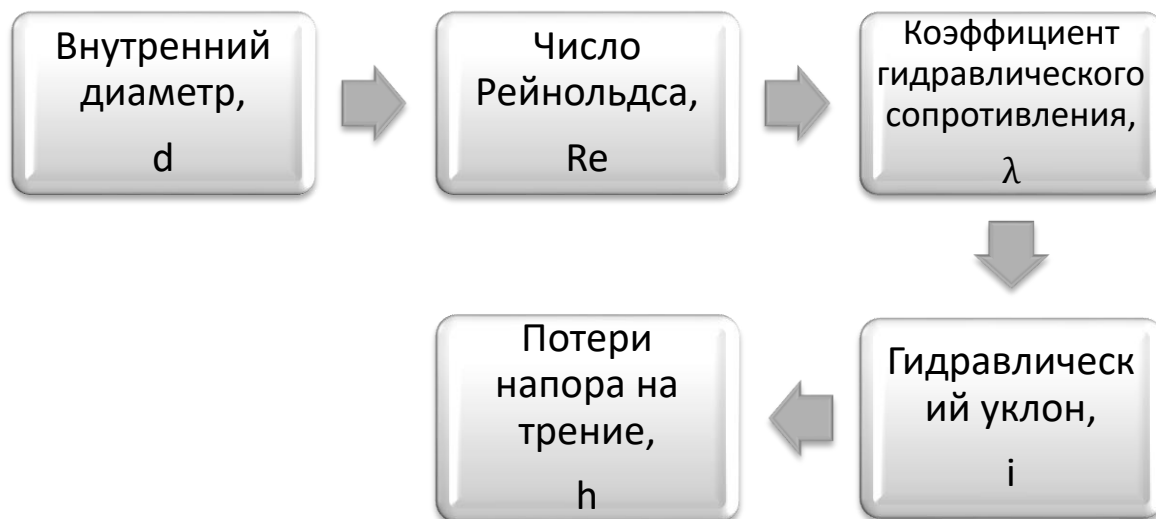 Внутренний
диаметр,
d
Число
Рейнольдса,
Re
Коэффициент
гидравлического
сопротивления,
λ
Гидравлическ
ий уклон,
i
Потери
напора на
трение,
h